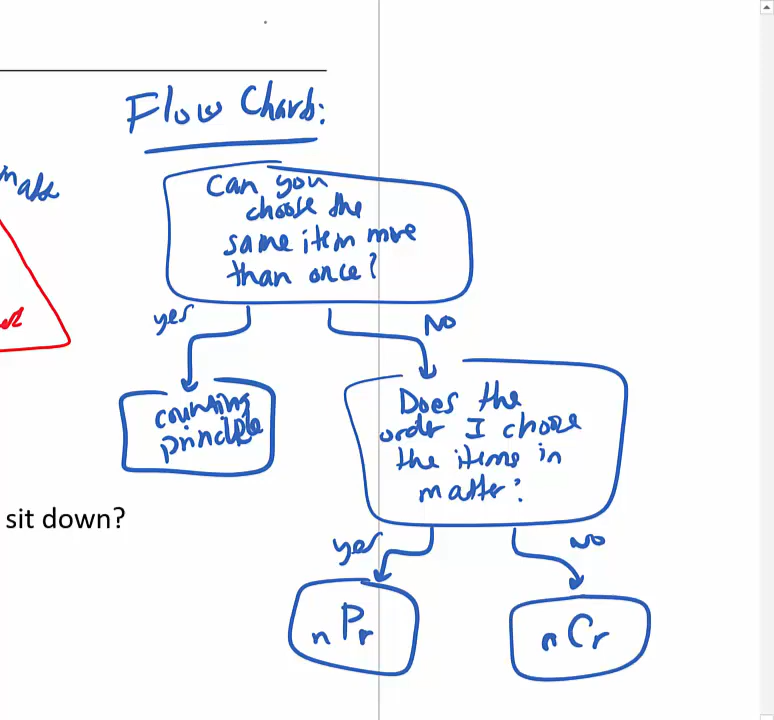 Flow Chart:
Can you
choose the
same item more
than once?
yes
No
counting
principle
Does the
order I choose
the items in
matter?
sit down?
yes
No
nPr
nCr